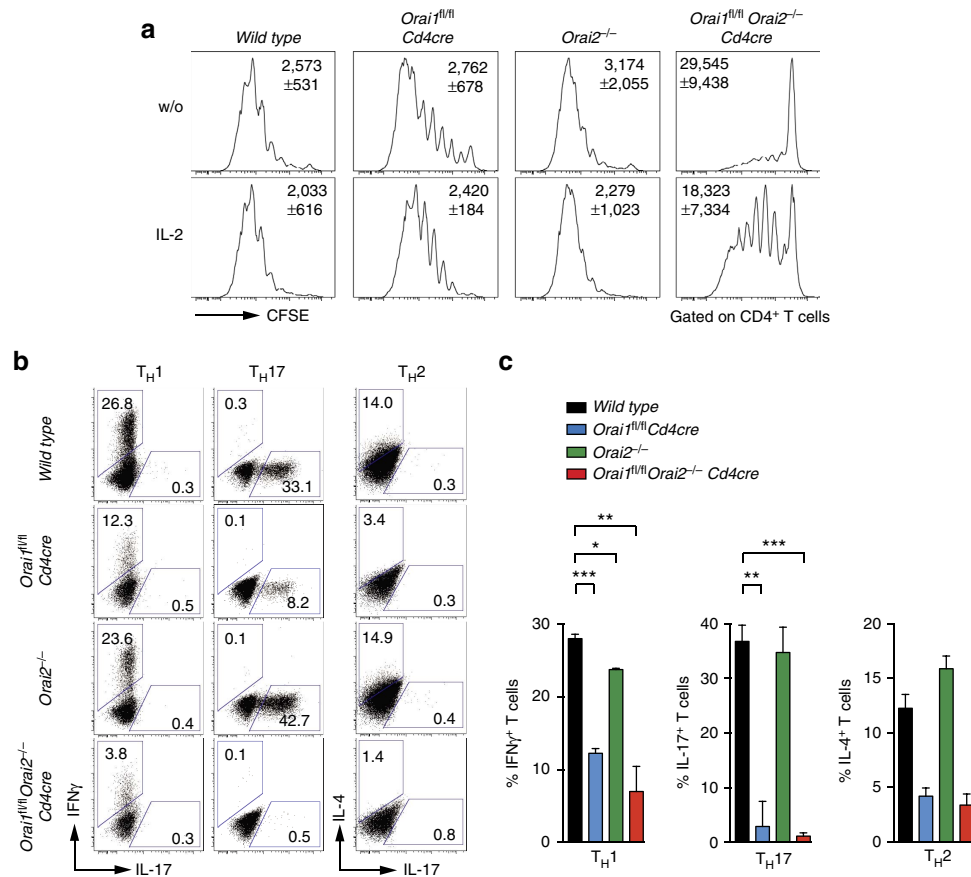 a
Wild type
Orai1fl/fl
Cd4cre
Orai2–/–
Orai1fl/fl Orai2–/–
Cd4cre
w/o
2,573
±531
2,762
±678
3,174
±2,055
29,545
±9,438
IL-2
2,033
±616
2,420
±184
2,279
±1,023
18,323
±7,334
CFSE
Gated on CD4+ T cells
b
TH1
TH17
TH2
Wild type
26.8
0.3
0.3
33.1
14.0
0.3
Orai1fl/fl
Cd4cre
12.3
0.5
0.1
8.2
3.4
0.3
Orai2–/–
23.6
0.4
0.1
42.7
14.9
0.4
Orai1fl/fl Orai2–/–
Cd4cre
3.8
0.3
0.1
0.5
1.4
0.8
IFNγ
IL-17
IL-4
IL-17
c
Wild type
Orai1fl/fl Cd4cre
Orai2–/–
Orai1fl/fl Orai2–/– Cd4cre
**
*
***
% IFNγ+ T cells
30
20
10
0
TH1
***
**
% IL-17+ T cells
40
30
20
10
0
TH17
% IL-4+ T cells
20
15
10
5
0
TH2